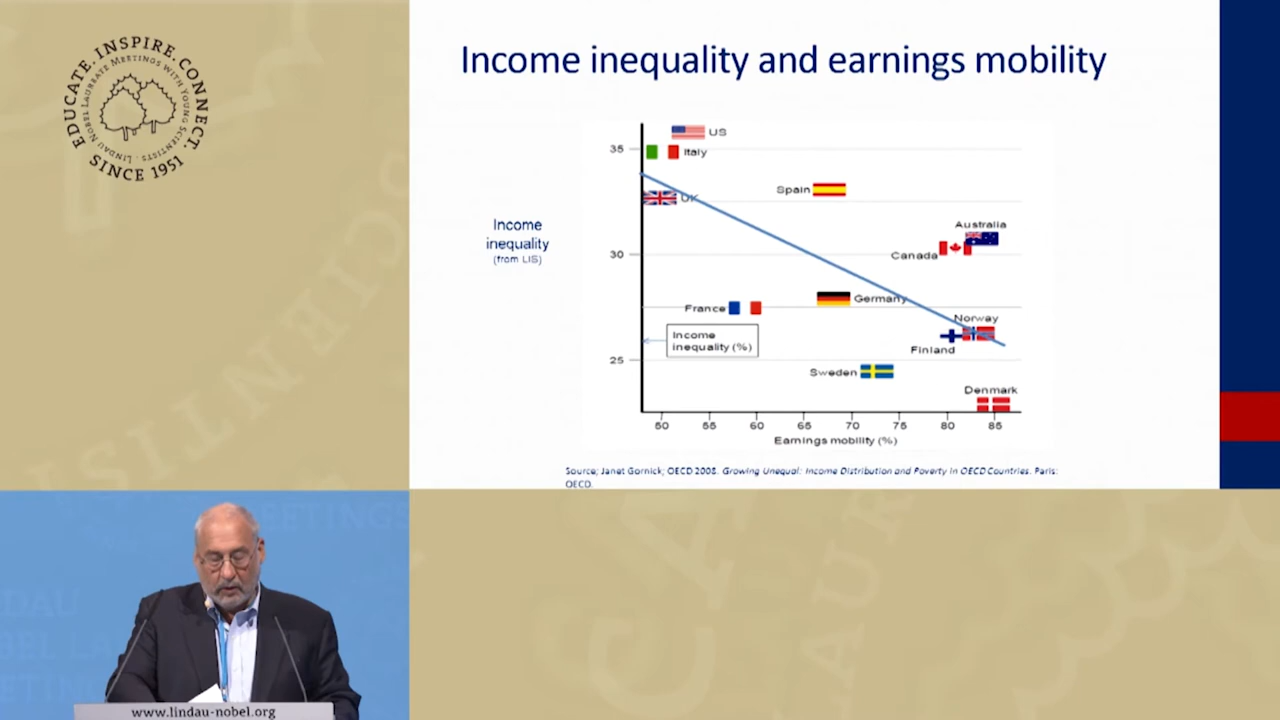 EDUCATE. INSPIRE. CONNECT.
LINDAU NOBEL LAUREATE MEETINGS WITH YOUNG SCIENTISTS
SINCE 1951
Income inequality and earnings mobility
US
35
Italy
Spain
UK
Income
inequality
(from LIS)
Australia
30
Canada
Germany
France
Norway
Income
inequality (%)
Finland
25
Sweden
Denmark
50 55 60 65 70 75 80 85
Earnings mobility (%)
Source; Janet Gornick; OECD 2008. Growing Unequal: Income Distribution and Poverty in OECD Countries. Paris:
OECD.
www.lindau-nobel.org